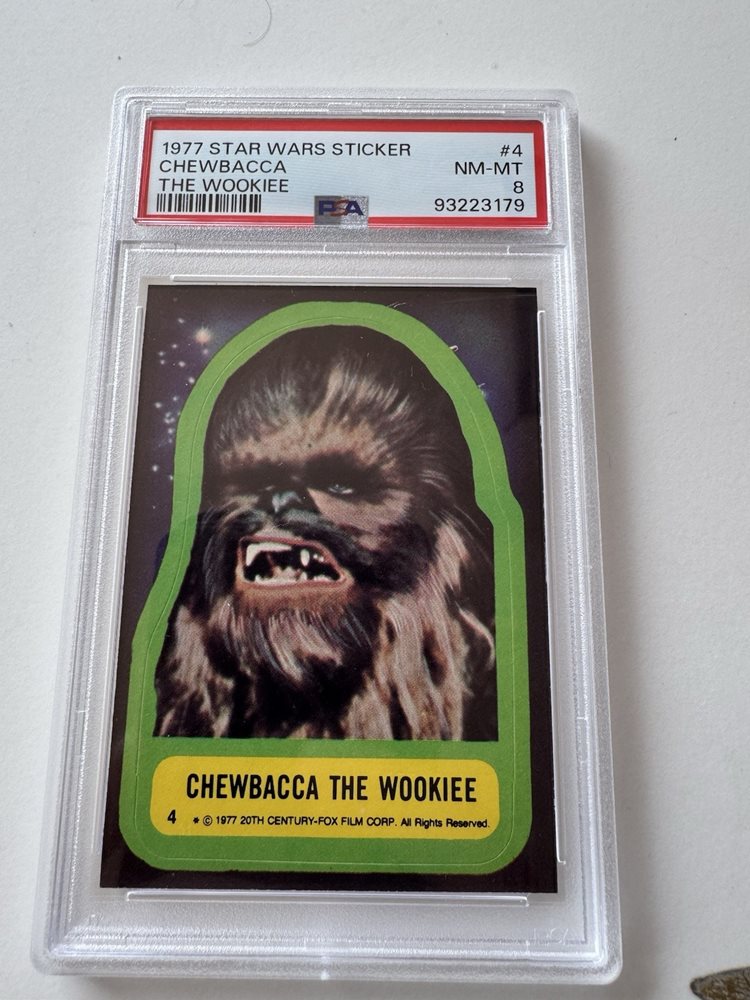 1977 STAR WARS STICKER #4
CHEWBACCA NM-MT
THE WOOKIEE 8
PSA 93223179
CHEWBACCA THE WOOKIEE
4 * © 1977 20TH CENTURY-FOX FILM CORP. All Rights Reserved.